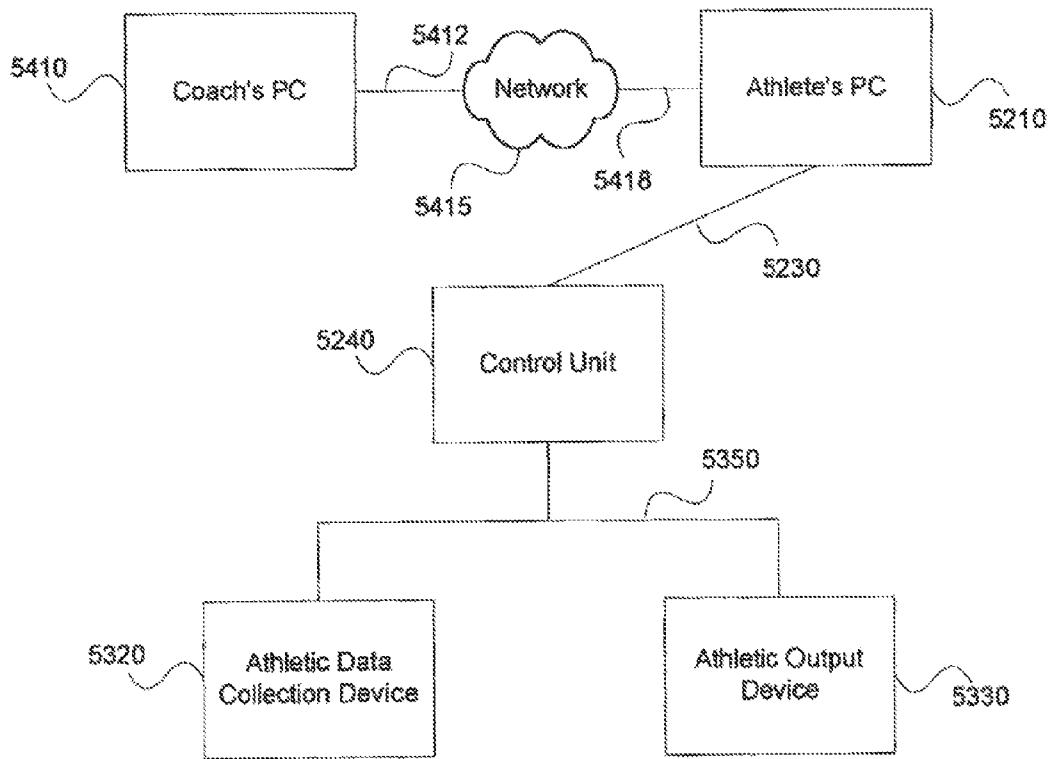 5412
5410
Coach's PC
Network
Athlete's PC
5210
5418
5415
5230
5240
Control Unit
5350
5320
Athletic Data
Collection Device
Athletic Output
Device
5330